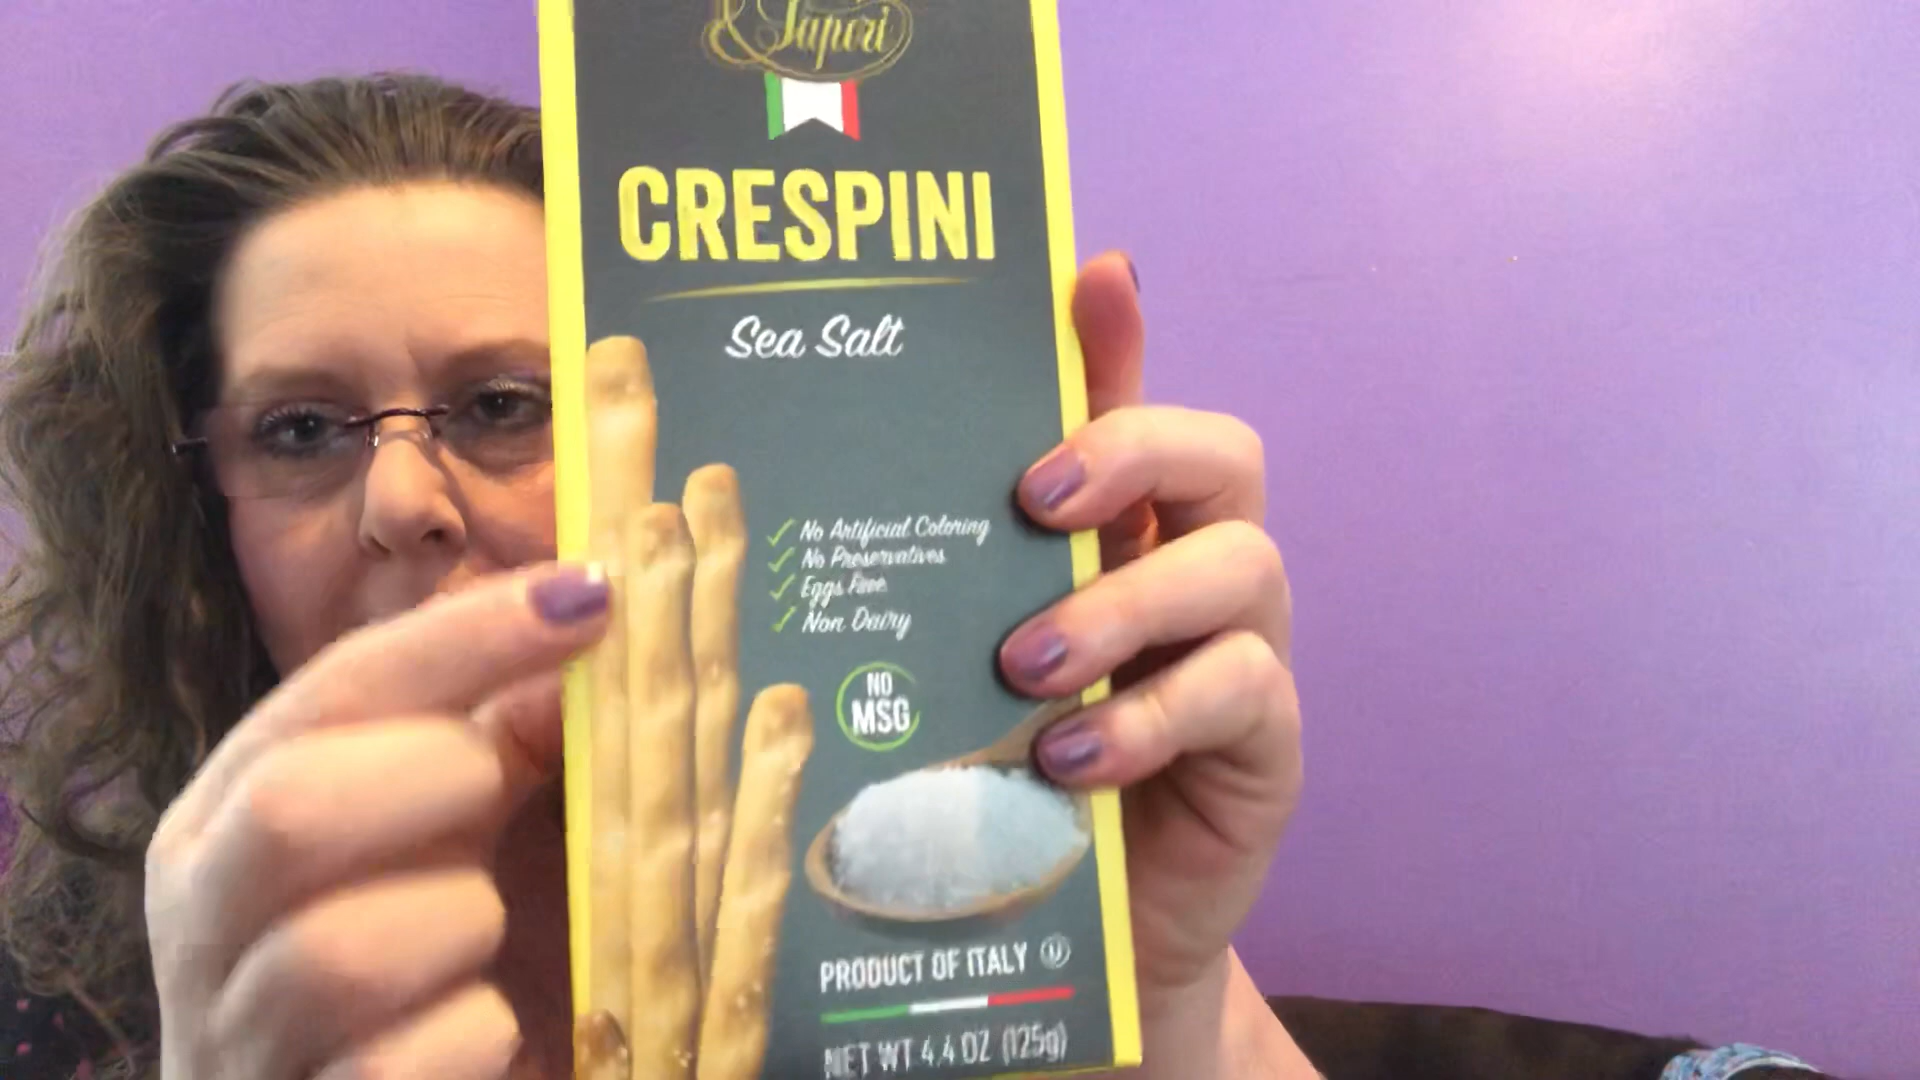 Sapori
CRESPINI
Sea Salt
No Artificial Coloring
No Preservatives
Eggs Free
Non Dairy
NO
MSG
PRODUCT OF ITALY U
NET WT 4.4 OZ (125g)